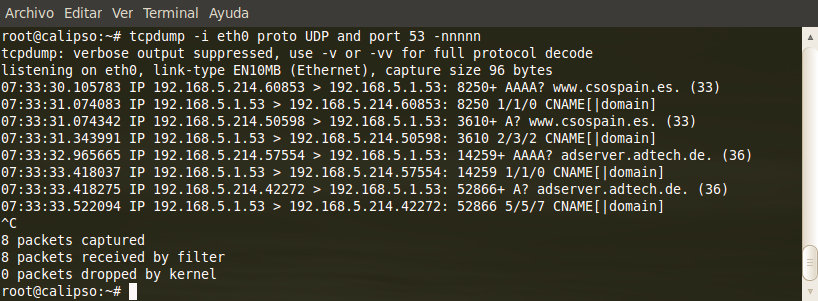 Archivo Editar Ver Terminal Ayuda
root@calipso:~# tcpdump -i eth0 proto UDP and port 53 -nnnnn
tcpdump: verbose output suppressed, use -v or -vv for full protocol decode
listening on eth0, link-type EN10MB (Ethernet), capture size 96 bytes
07:33:30.105783 IP 192.168.5.214.60853 > 192.168.5.1.53: 8250+ AAAA? www.csospain.es. (33)
07:33:31.074083 IP 192.168.5.1.53 > 192.168.5.214.60853: 8250 1/1/0 CNAME[|domain]
07:33:31.074342 IP 192.168.5.214.50598 > 192.168.5.1.53: 3610+ A? www.csospain.es. (33)
07:33:31.343991 IP 192.168.5.1.53 > 192.168.5.214.50598: 3610 2/3/2 CNAME[|domain]
07:33:32.965665 IP 192.168.5.214.57554 > 192.168.5.1.53: 14259+ AAAA? adserver.adtech.de. (36)
07:33:33.418037 IP 192.168.5.1.53 > 192.168.5.214.57554: 14259 1/1/0 CNAME[|domain]
07:33:33.418275 IP 192.168.5.214.42272 > 192.168.5.1.53: 52866+ A? adserver.adtech.de. (36)
07:33:33.522094 IP 192.168.5.1.53 > 192.168.5.214.42272: 52866 5/5/7 CNAME[|domain]
^C
8 packets captured
8 packets received by filter
0 packets dropped by kernel
root@calipso:~#